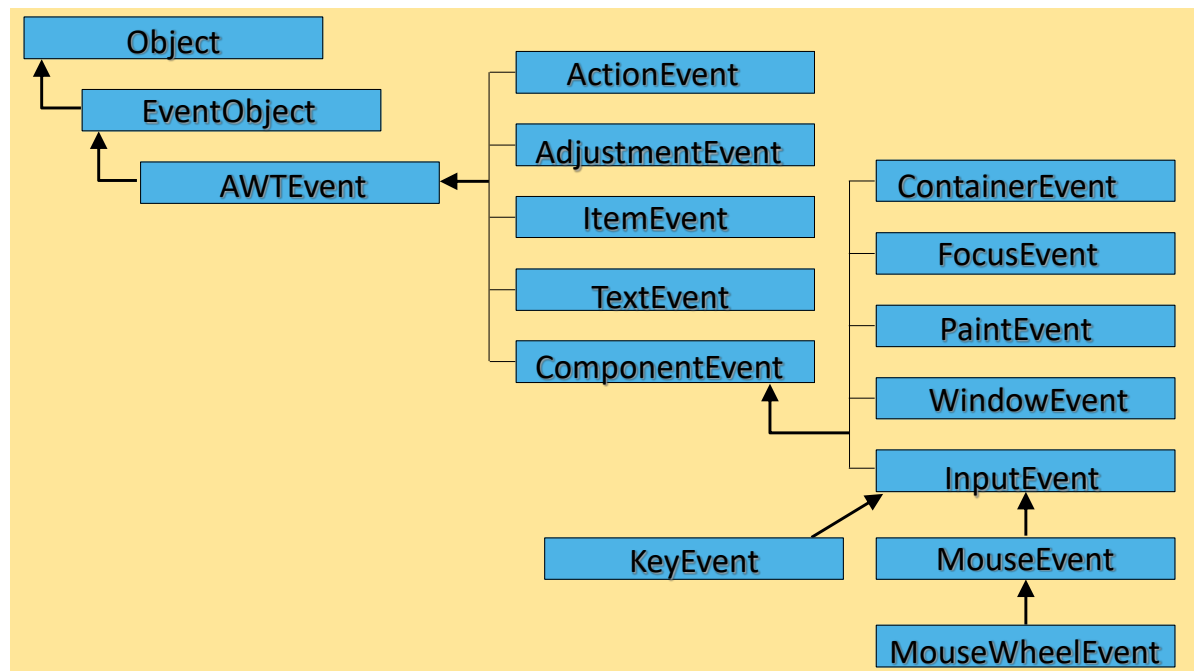 Object
EventObject
AWTEvent
ActionEvent
AdjustmentEvent
ItemEvent
TextEvent
ComponentEvent
ContainerEvent
FocusEvent
PaintEvent
WindowEvent
InputEvent
KeyEvent
MouseEvent
MouseWheelEvent